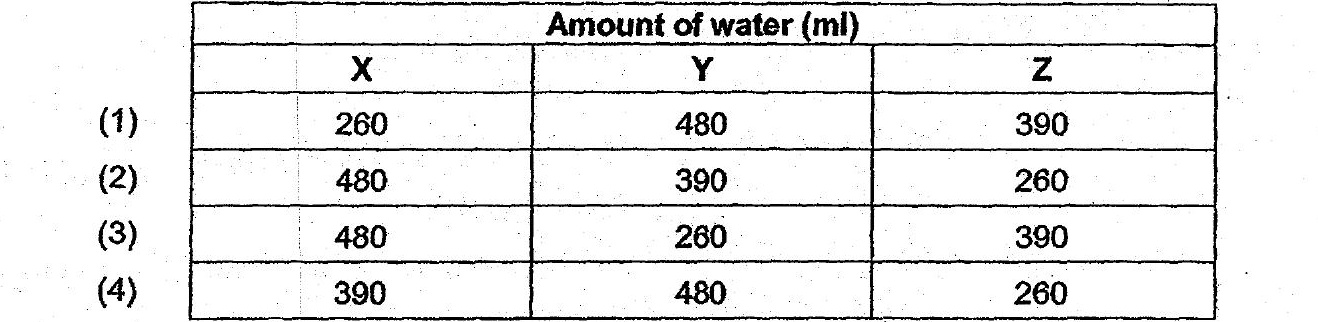 Amount of water (ml)
X Y Z
(1) 260 480 390
(2) 480 390 260
(3) 480 260 390
(4) 390 480 260